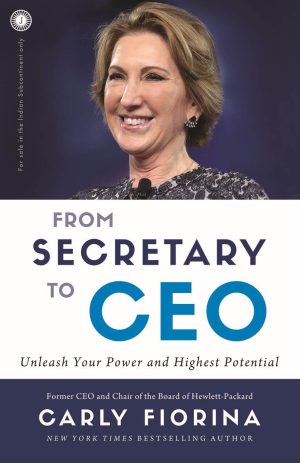 For sale in the Indian Subcontinent only
FROM
SECRETARY
TO CEO
Unleash Your Power and Highest Potential
Former CEO and Chair of the Board of Hewlett-Packard
CARLY FIORINA
NEW YORK TIMES BESTSELLING AUTHOR